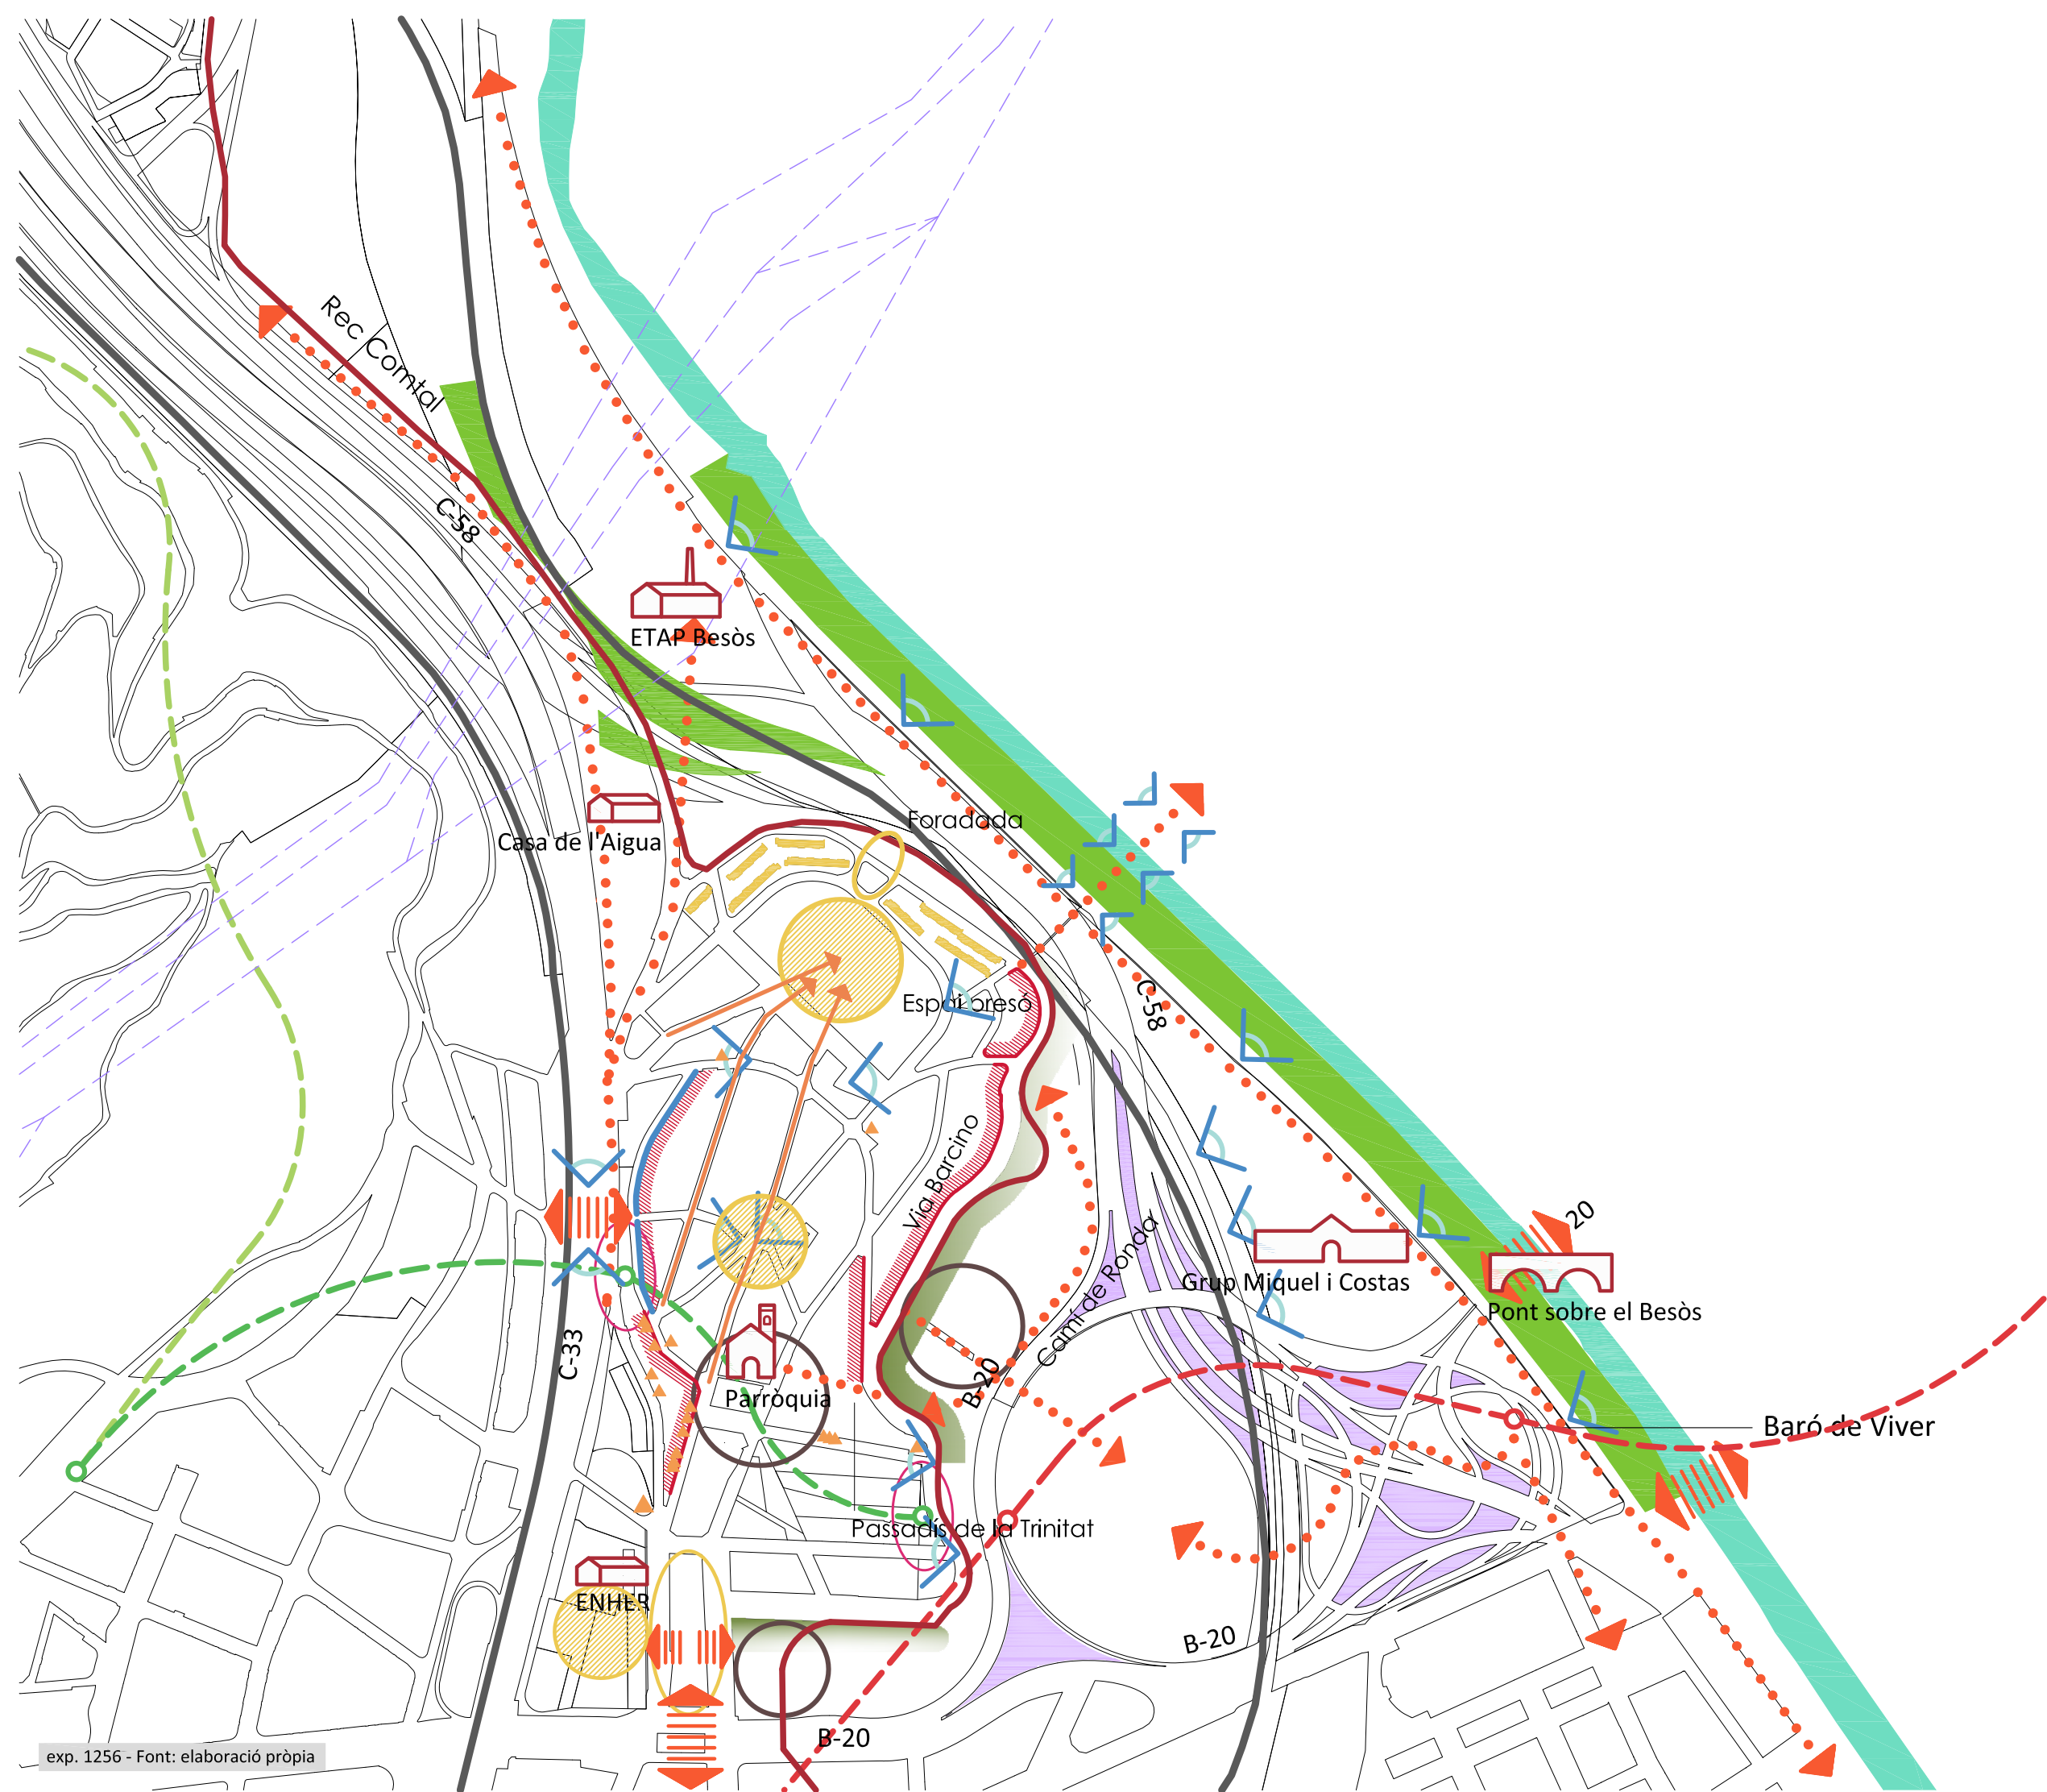 Rec Comtal
C-58
ETAP Besòs
Casa de l'Aigua
Foradada
Espai presó
C-58
Via Barcino
Camí de Ronda
20
Grup Miquel i Costas
Pont sobre el Besòs
C-33
Parròquia
B-20
Baró de Viver
Passadís de la Trinitat
ENHER
B-20
B-20
exp. 1256 - Font: elaboració pròpia